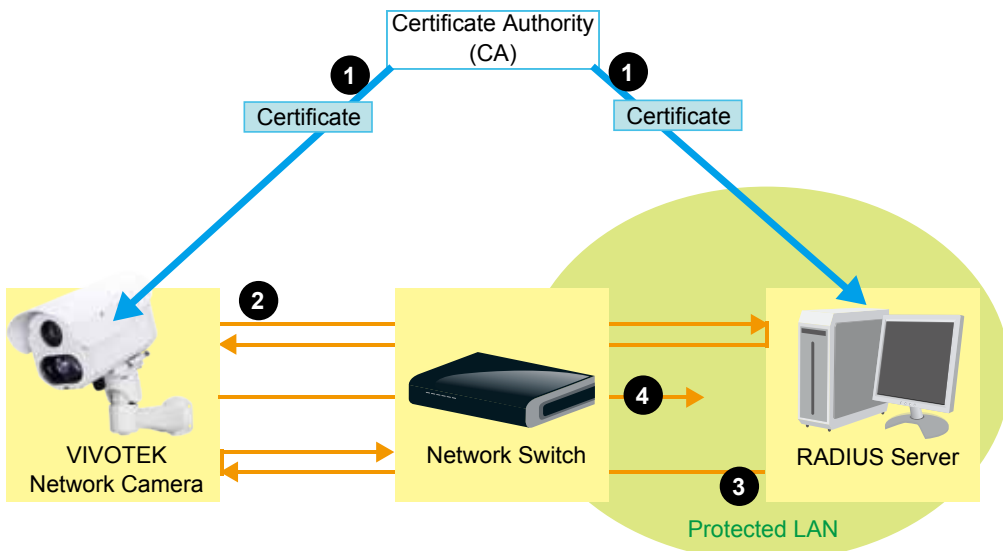 Certificate Authority
(CA)
1
1
Certificate
Certificate
2
4
VIVOTEK
Network Camera
Network Switch
RADIUS Server
3
Protected LAN